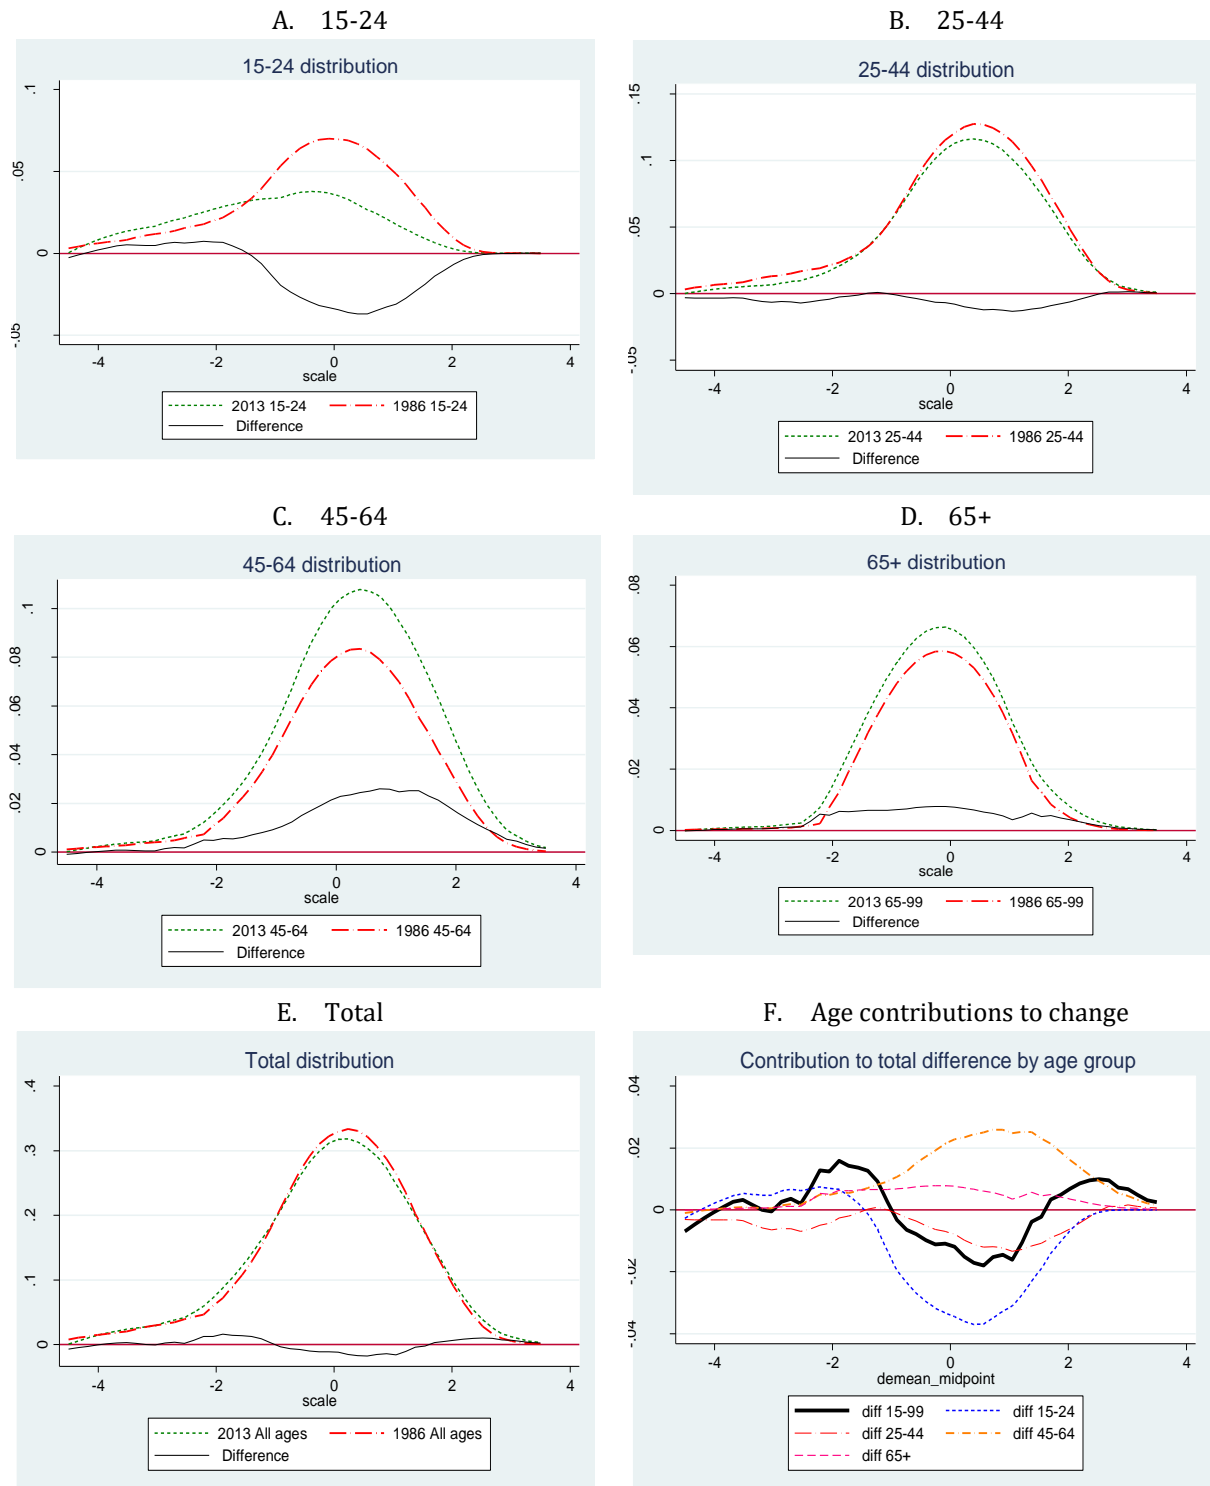 A. 15-24
15-24 distribution
.1
.05
0
-.05
-4 -2 0 2 4
scale
2013 15-24 1986 15-24
Difference
B. 25-44
25-44 distribution
.15
.1
.05
0
-.05
-4 -2 0 2 4
scale
2013 25-44 1986 25-44
Difference
C. 45-64
45-64 distribution
.1
.08
.06
.04
.02
0
-4 -2 0 2 4
scale
2013 45-64 1986 45-64
Difference
D. 65+
65+ distribution
.08
.06
.04
.02
0
-4 -2 0 2 4
scale
2013 65-99 1986 65-99
Difference
E. Total
Total distribution
.4
.3
.2
.1
0
-4 -2 0 2 4
scale
2013 All ages 1986 All ages
Difference
F. Age contributions to change
Contribution to total difference by age group
.04
.02
0
-.02
-.04
-4 -2 0 2 4
demean_midpoint
diff 15-99 diff 15-24
diff 25-44 diff 45-64
diff 65+